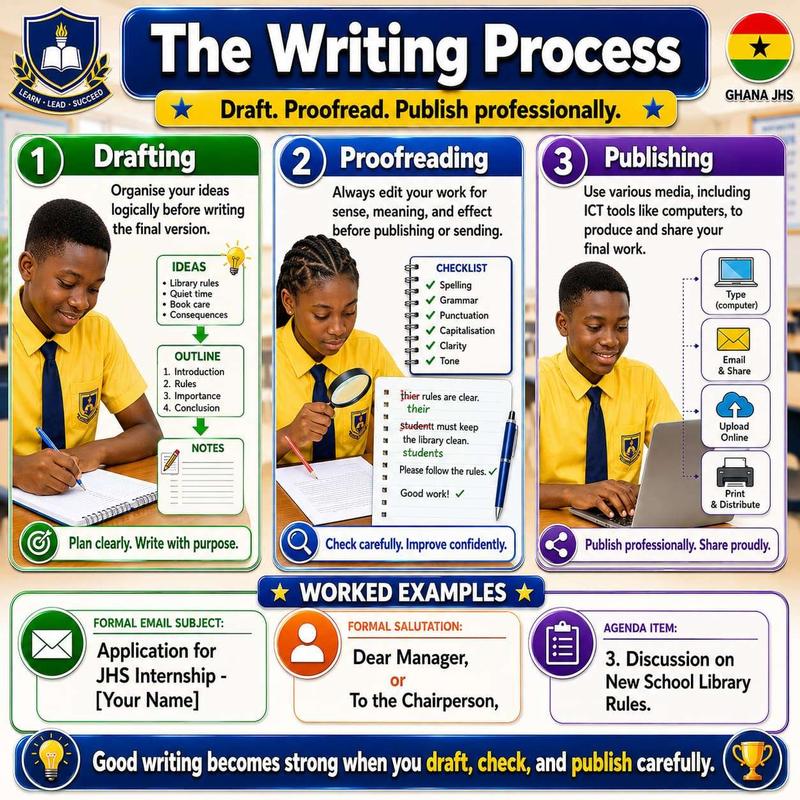 The Writing Process
Draft. Proofread. Publish professionally.
LEARN • LEAD • SUCCEED
GHANA JHS
1 Drafting
Organise your ideas
logically before writing
the final version.
IDEAS
• Library rules
• Quiet time
• Book care
• Consequences
OUTLINE
1. Introduction
2. Rules
3. Importance
4. Conclusion
NOTES
Plan clearly. Write with purpose.
2 Proofreading
Always edit your work for
sense, meaning, and effect
before publishing or sending.
CHECKLIST
✓ Spelling
✓ Grammar
✓ Punctuation
✓ Capitalisation
✓ Clarity
✓ Tone
thier rules are clear.
their
Student must keep
the library clean.
students
Please follow the rules. ✓
Good work! ✓
Check carefully. Improve confidently.
3 Publishing
Use various media, including
ICT tools like computers, to
produce and share your
final work.
Type
(computer)
Email
& Share
Upload
Online
Print
& Distribute
Publish professionally. Share proudly.
WORKED EXAMPLES
FORMAL EMAIL SUBJECT:
Application for
JHS Internship -
[Your Name]
FORMAL SALUTATION:
Dear Manager,
or
To the Chairperson,
AGENDA ITEM:
3. Discussion on
New School Library
Rules.
Good writing becomes strong when you draft, check, and publish carefully.